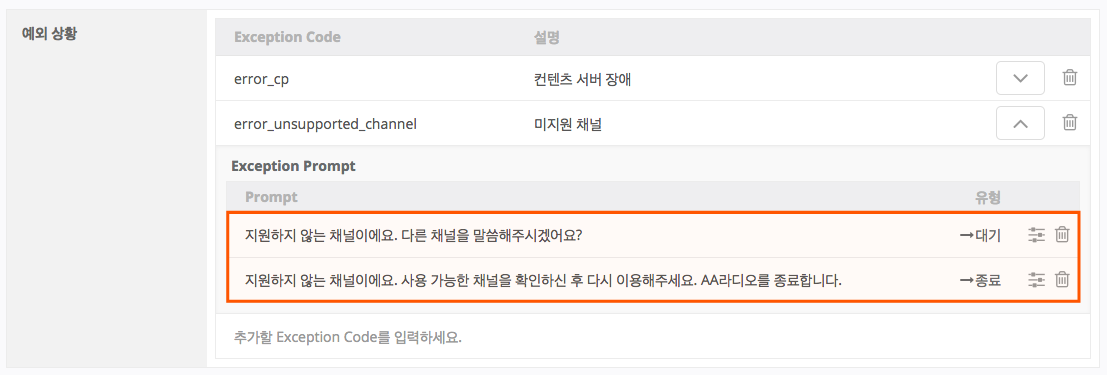 예외 상황
Exception Code 설명
error_cp 컨텐츠 서버 장애
error_unsupported_channel 미지원 채널
Exception Prompt
Prompt 유형
지원하지 않는 채널이에요. 다른 채널을 말씀해주시겠어요? →대기
지원하지 않는 채널이에요. 사용 가능한 채널을 확인하신 후 다시 이용해주세요. AA라디오를 종료합니다. →종료
추가할 Exception Code를 입력하세요.